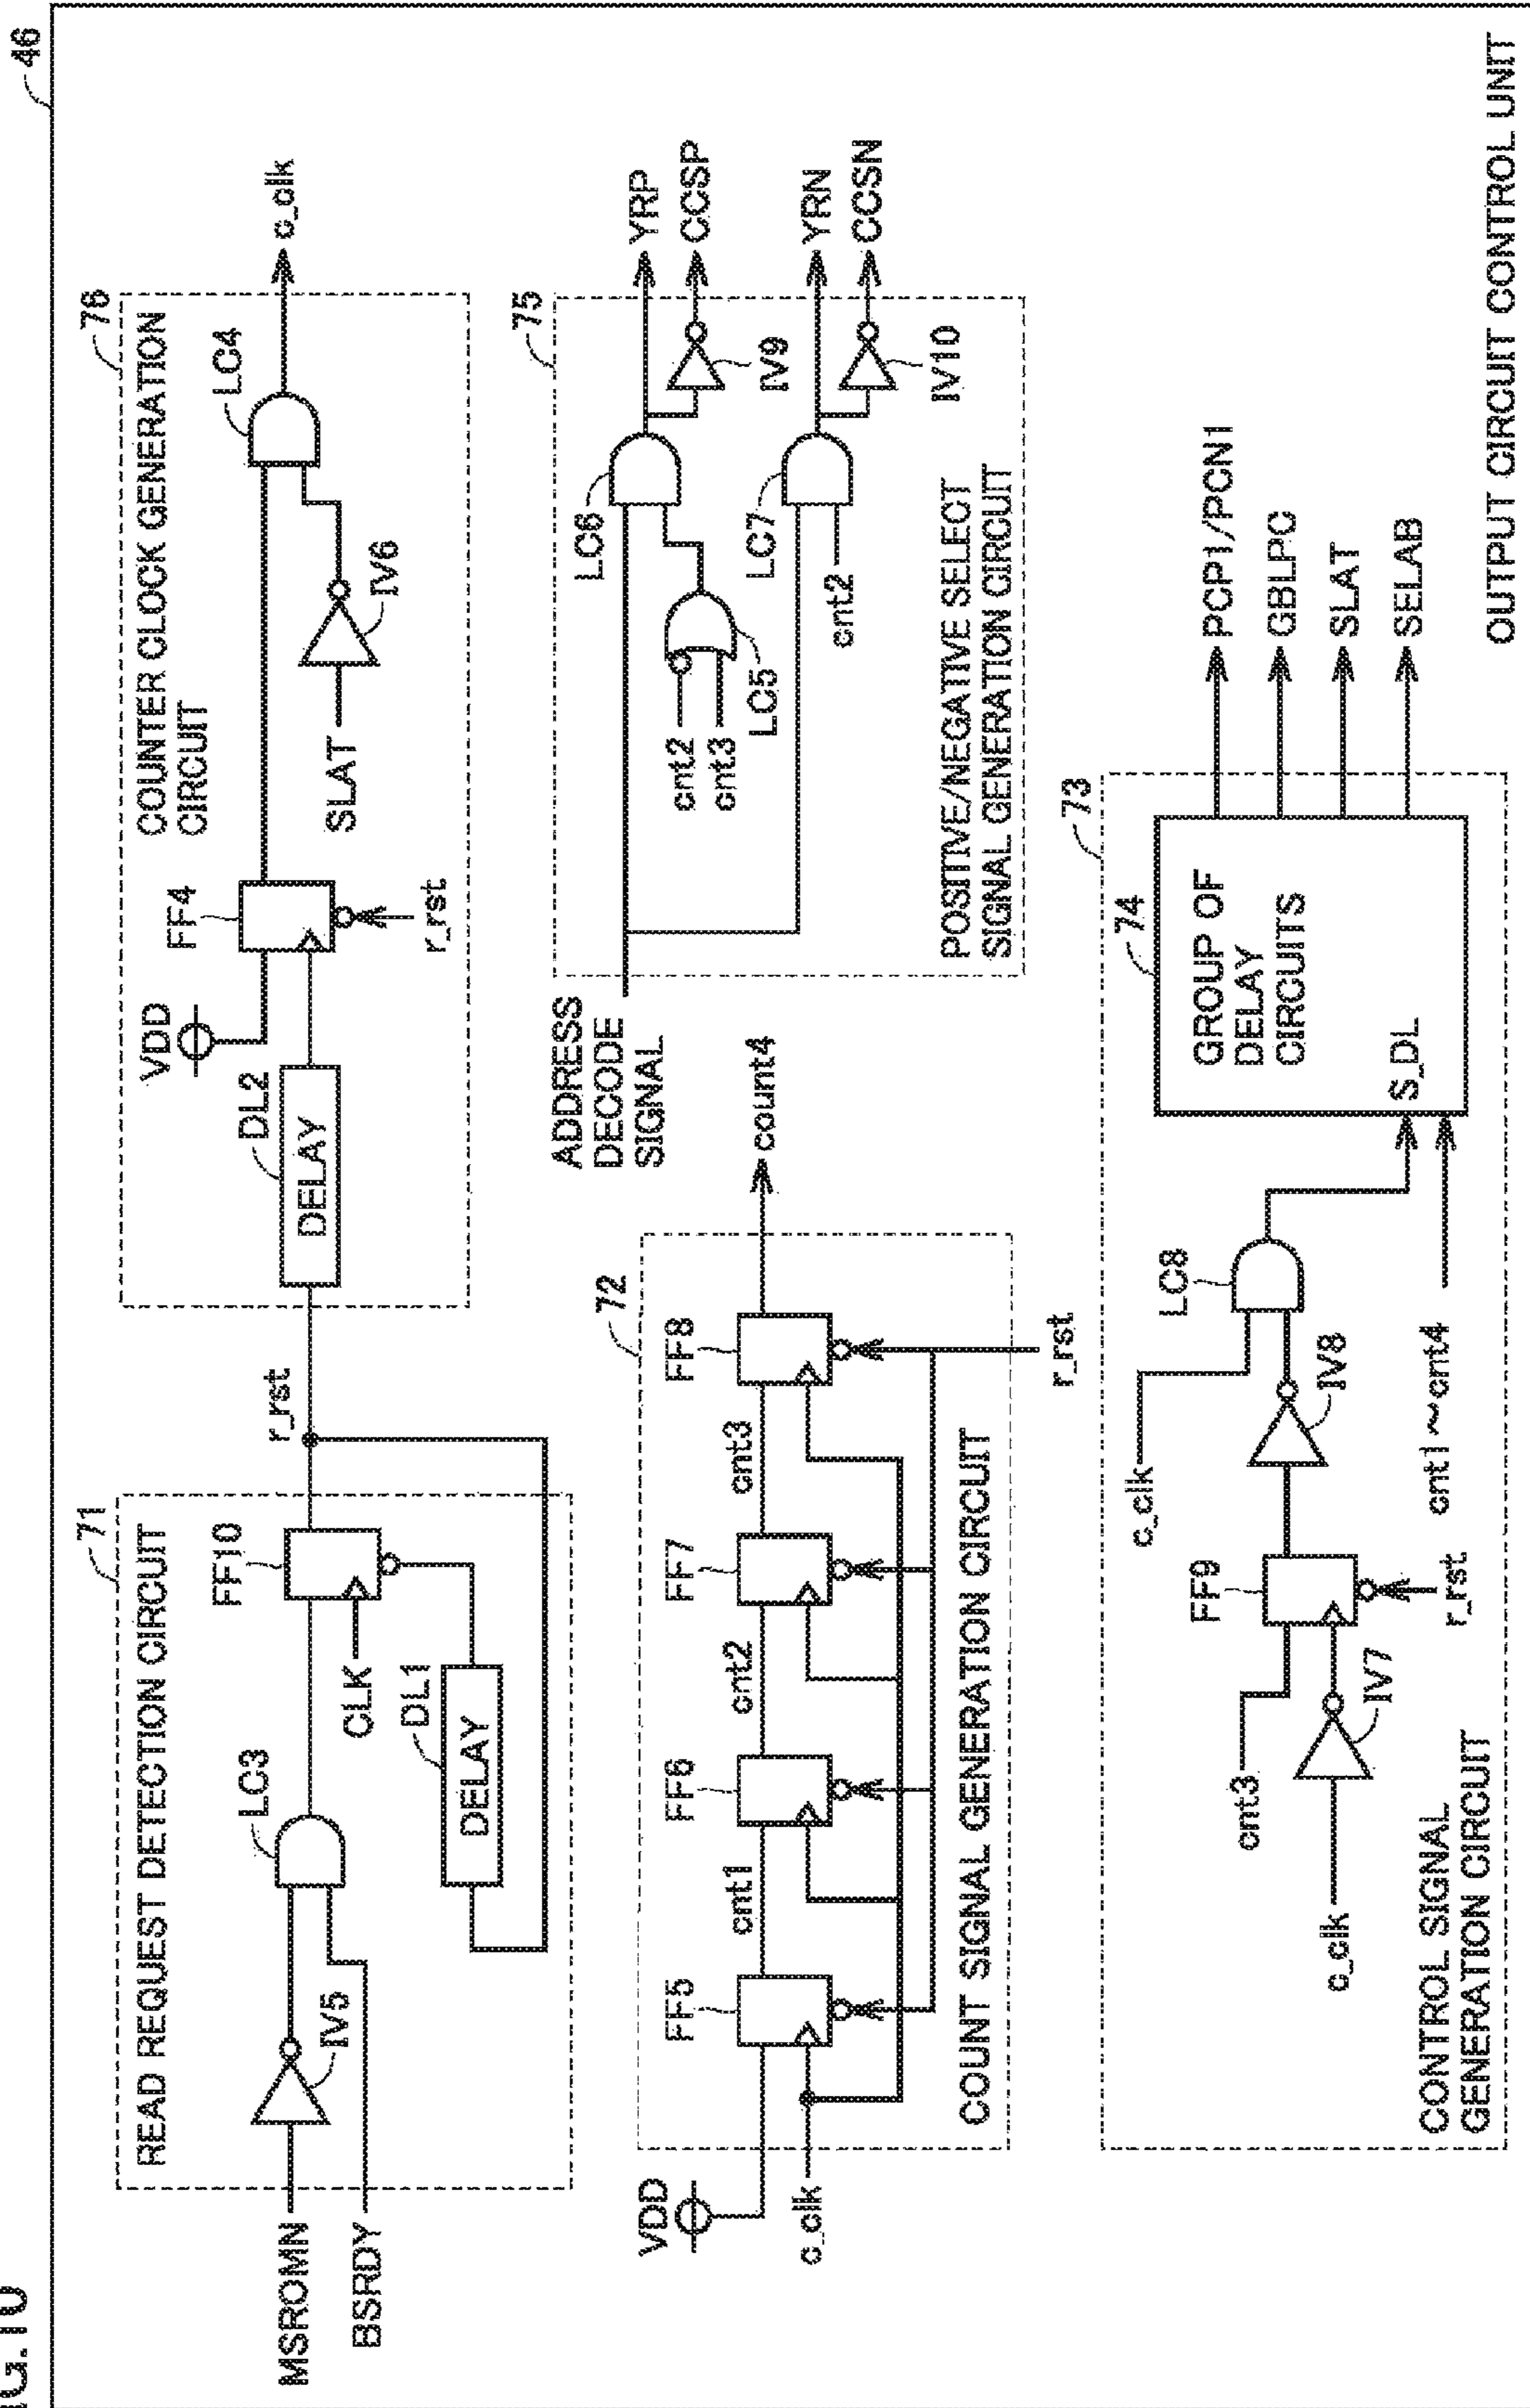 FIG.10
46
71
READ REQUEST DETECTION CIRCUIT
MSROMN
BSRDY
IV5
LC3
FF10
CLK
DL1
DELAY
r_rst
76
COUNTER CLOCK GENERATION
CIRCUIT
DL2
DELAY
VDD
FF4
r_rst
SLAT
IV6
LC4
c_clk
72
VDD
c_clk
FF5
cnt1
FF6
cnt2
FF7
cnt3
FF8
count4
r_rst
COUNT SIGNAL GENERATION CIRCUIT
75
ADDRESS
DECODE
SIGNAL
cnt2
cnt3
LC5
LC6
LC7
cnt2
IV9
IV10
YRP
CCSP
YRN
CCSN
POSITIVE/NEGATIVE SELECT
SIGNAL GENERATION CIRCUIT
73
CONTROL SIGNAL
GENERATION CIRCUIT
c_clk
IV7
cnt3
FF9
r_rst
IV8
c_clk
LC8
cnt1~cnt4
74
GROUP OF
DELAY
CIRCUITS
S_DL
PCP1/PCN1
GBLPC
SLAT
SELAB
OUTPUT CIRCUIT CONTROL UNIT